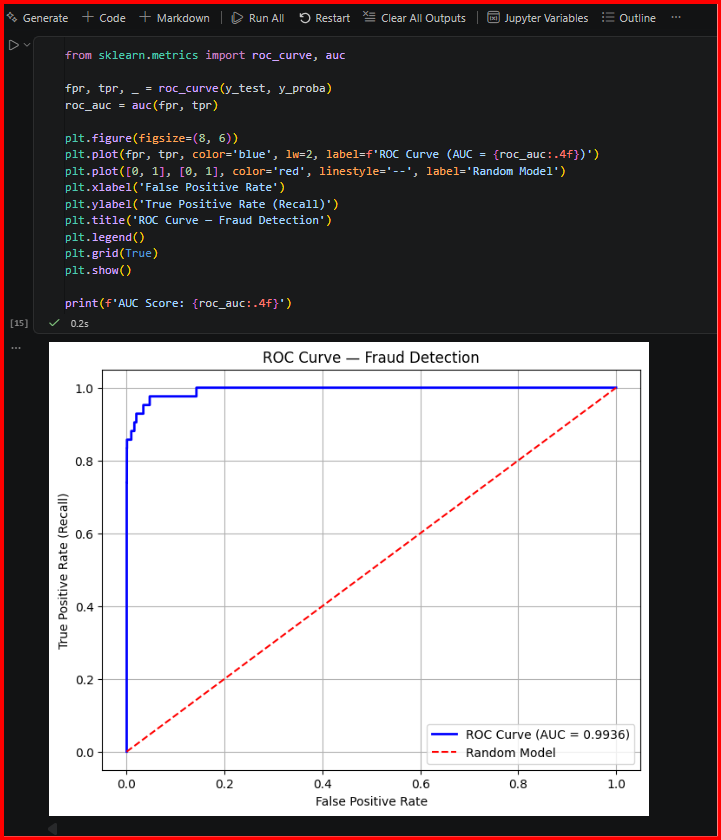 Generate + Code + Markdown Run All Restart Clear All Outputs Jupyter Variables Outline ...
from sklearn.metrics import roc_curve, auc
fpr, tpr, _ = roc_curve(y_test, y_proba)
roc_auc = auc(fpr, tpr)
plt.figure(figsize=(8, 6))
plt.plot(fpr, tpr, color='blue', lw=2, label=f'ROC Curve (AUC = {roc_auc:.4f})')
plt.plot([0, 1], [0, 1], color='red', linestyle='--', label='Random Model')
plt.xlabel('False Positive Rate')
plt.ylabel('True Positive Rate (Recall)')
plt.title('ROC Curve — Fraud Detection')
plt.legend()
plt.grid(True)
plt.show()
print(f'AUC Score: {roc_auc:.4f}')
[15] 0.2s
...
ROC Curve — Fraud Detection
1.0
0.8
0.6
0.4
0.2
0.0
True Positive Rate (Recall)
ROC Curve (AUC = 0.9936)
Random Model
0.0 0.2 0.4 0.6 0.8 1.0
False Positive Rate